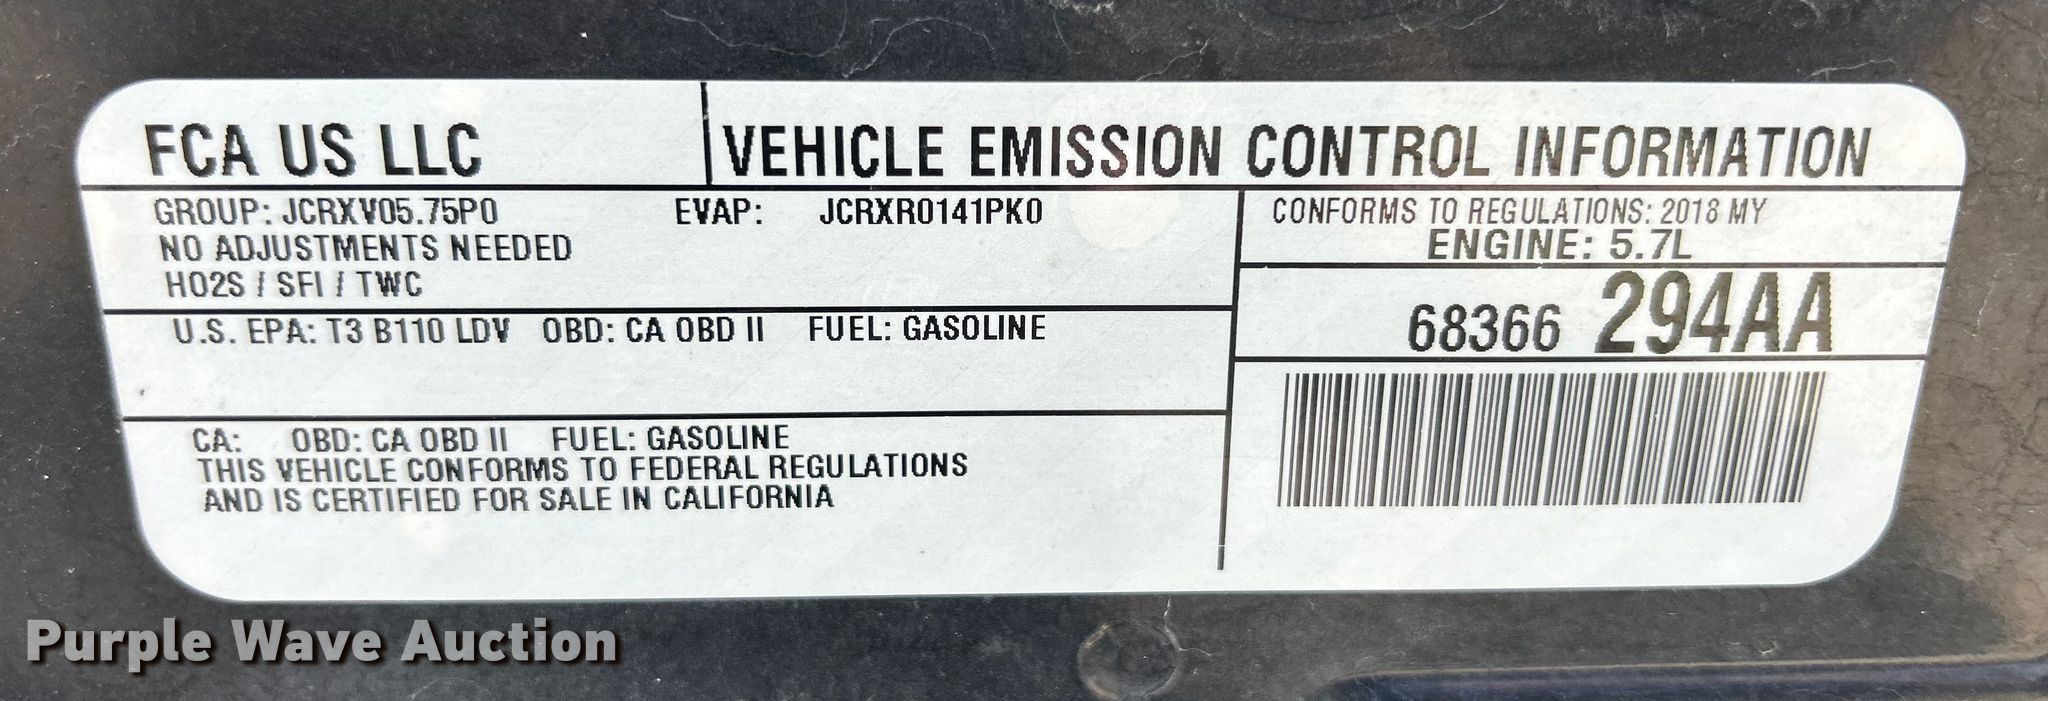 FCA US LLC
VEHICLE EMISSION CONTROL INFORMATION
GROUP: JCRXV05.75P0 EVAP: JCRXR0141PK0
NO ADJUSTMENTS NEEDED
HO2S / SFI / TWC
CONFORMS TO REGULATIONS: 2018 MY
ENGINE: 5.7L
68366 294AA
U.S. EPA: T3 B110 LDV OBD: CA OBD II FUEL: GASOLINE
CA: OBD: CA OBD II FUEL: GASOLINE
THIS VEHICLE CONFORMS TO FEDERAL REGULATIONS
AND IS CERTIFIED FOR SALE IN CALIFORNIA
Purple Wave Auction